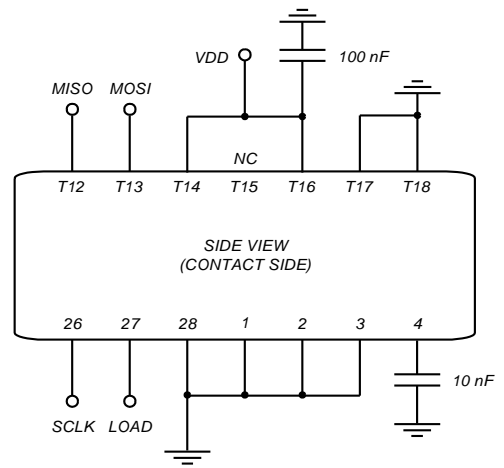 VDD
100 nF
MISO MOSI
NC
T12 T13 T14 T15 T16 T17 T18
SIDE VIEW
(CONTACT SIDE)
26 27 28 1 2 3 4
10 nF
SCLK LOAD